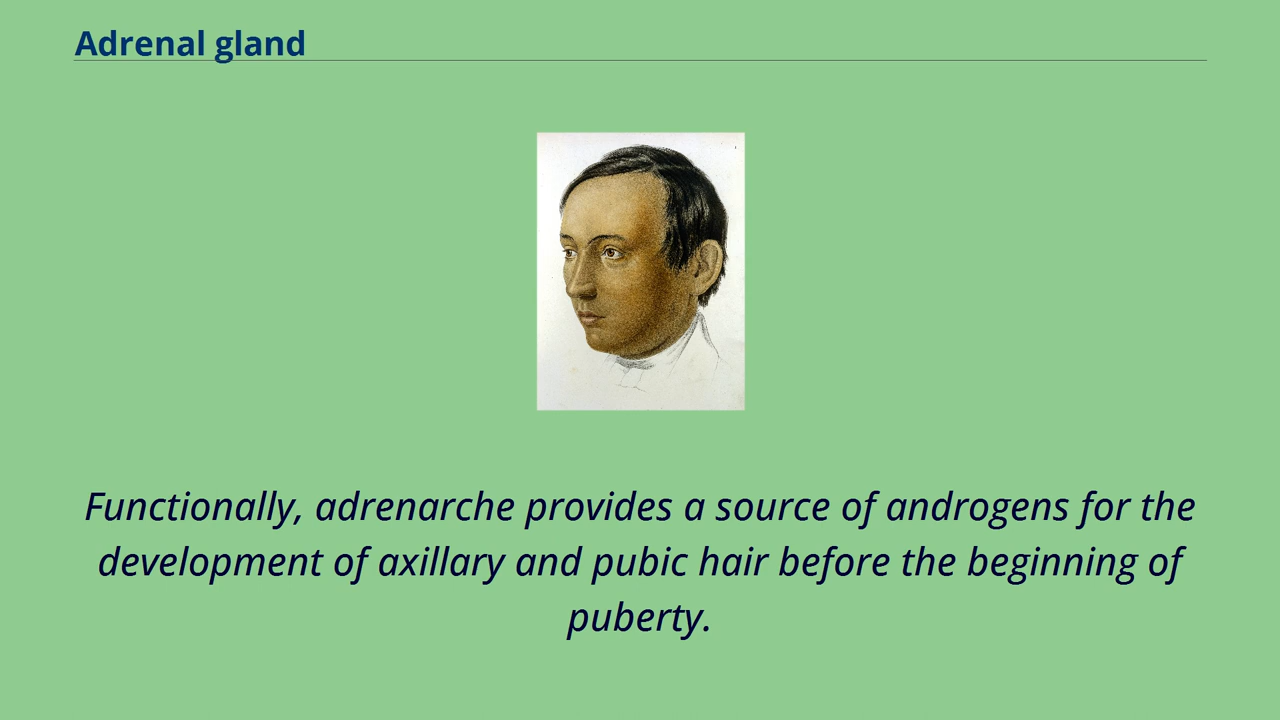 Adrenal gland
Functionally, adrenarche provides a source of androgens for the
development of axillary and pubic hair before the beginning of
puberty.